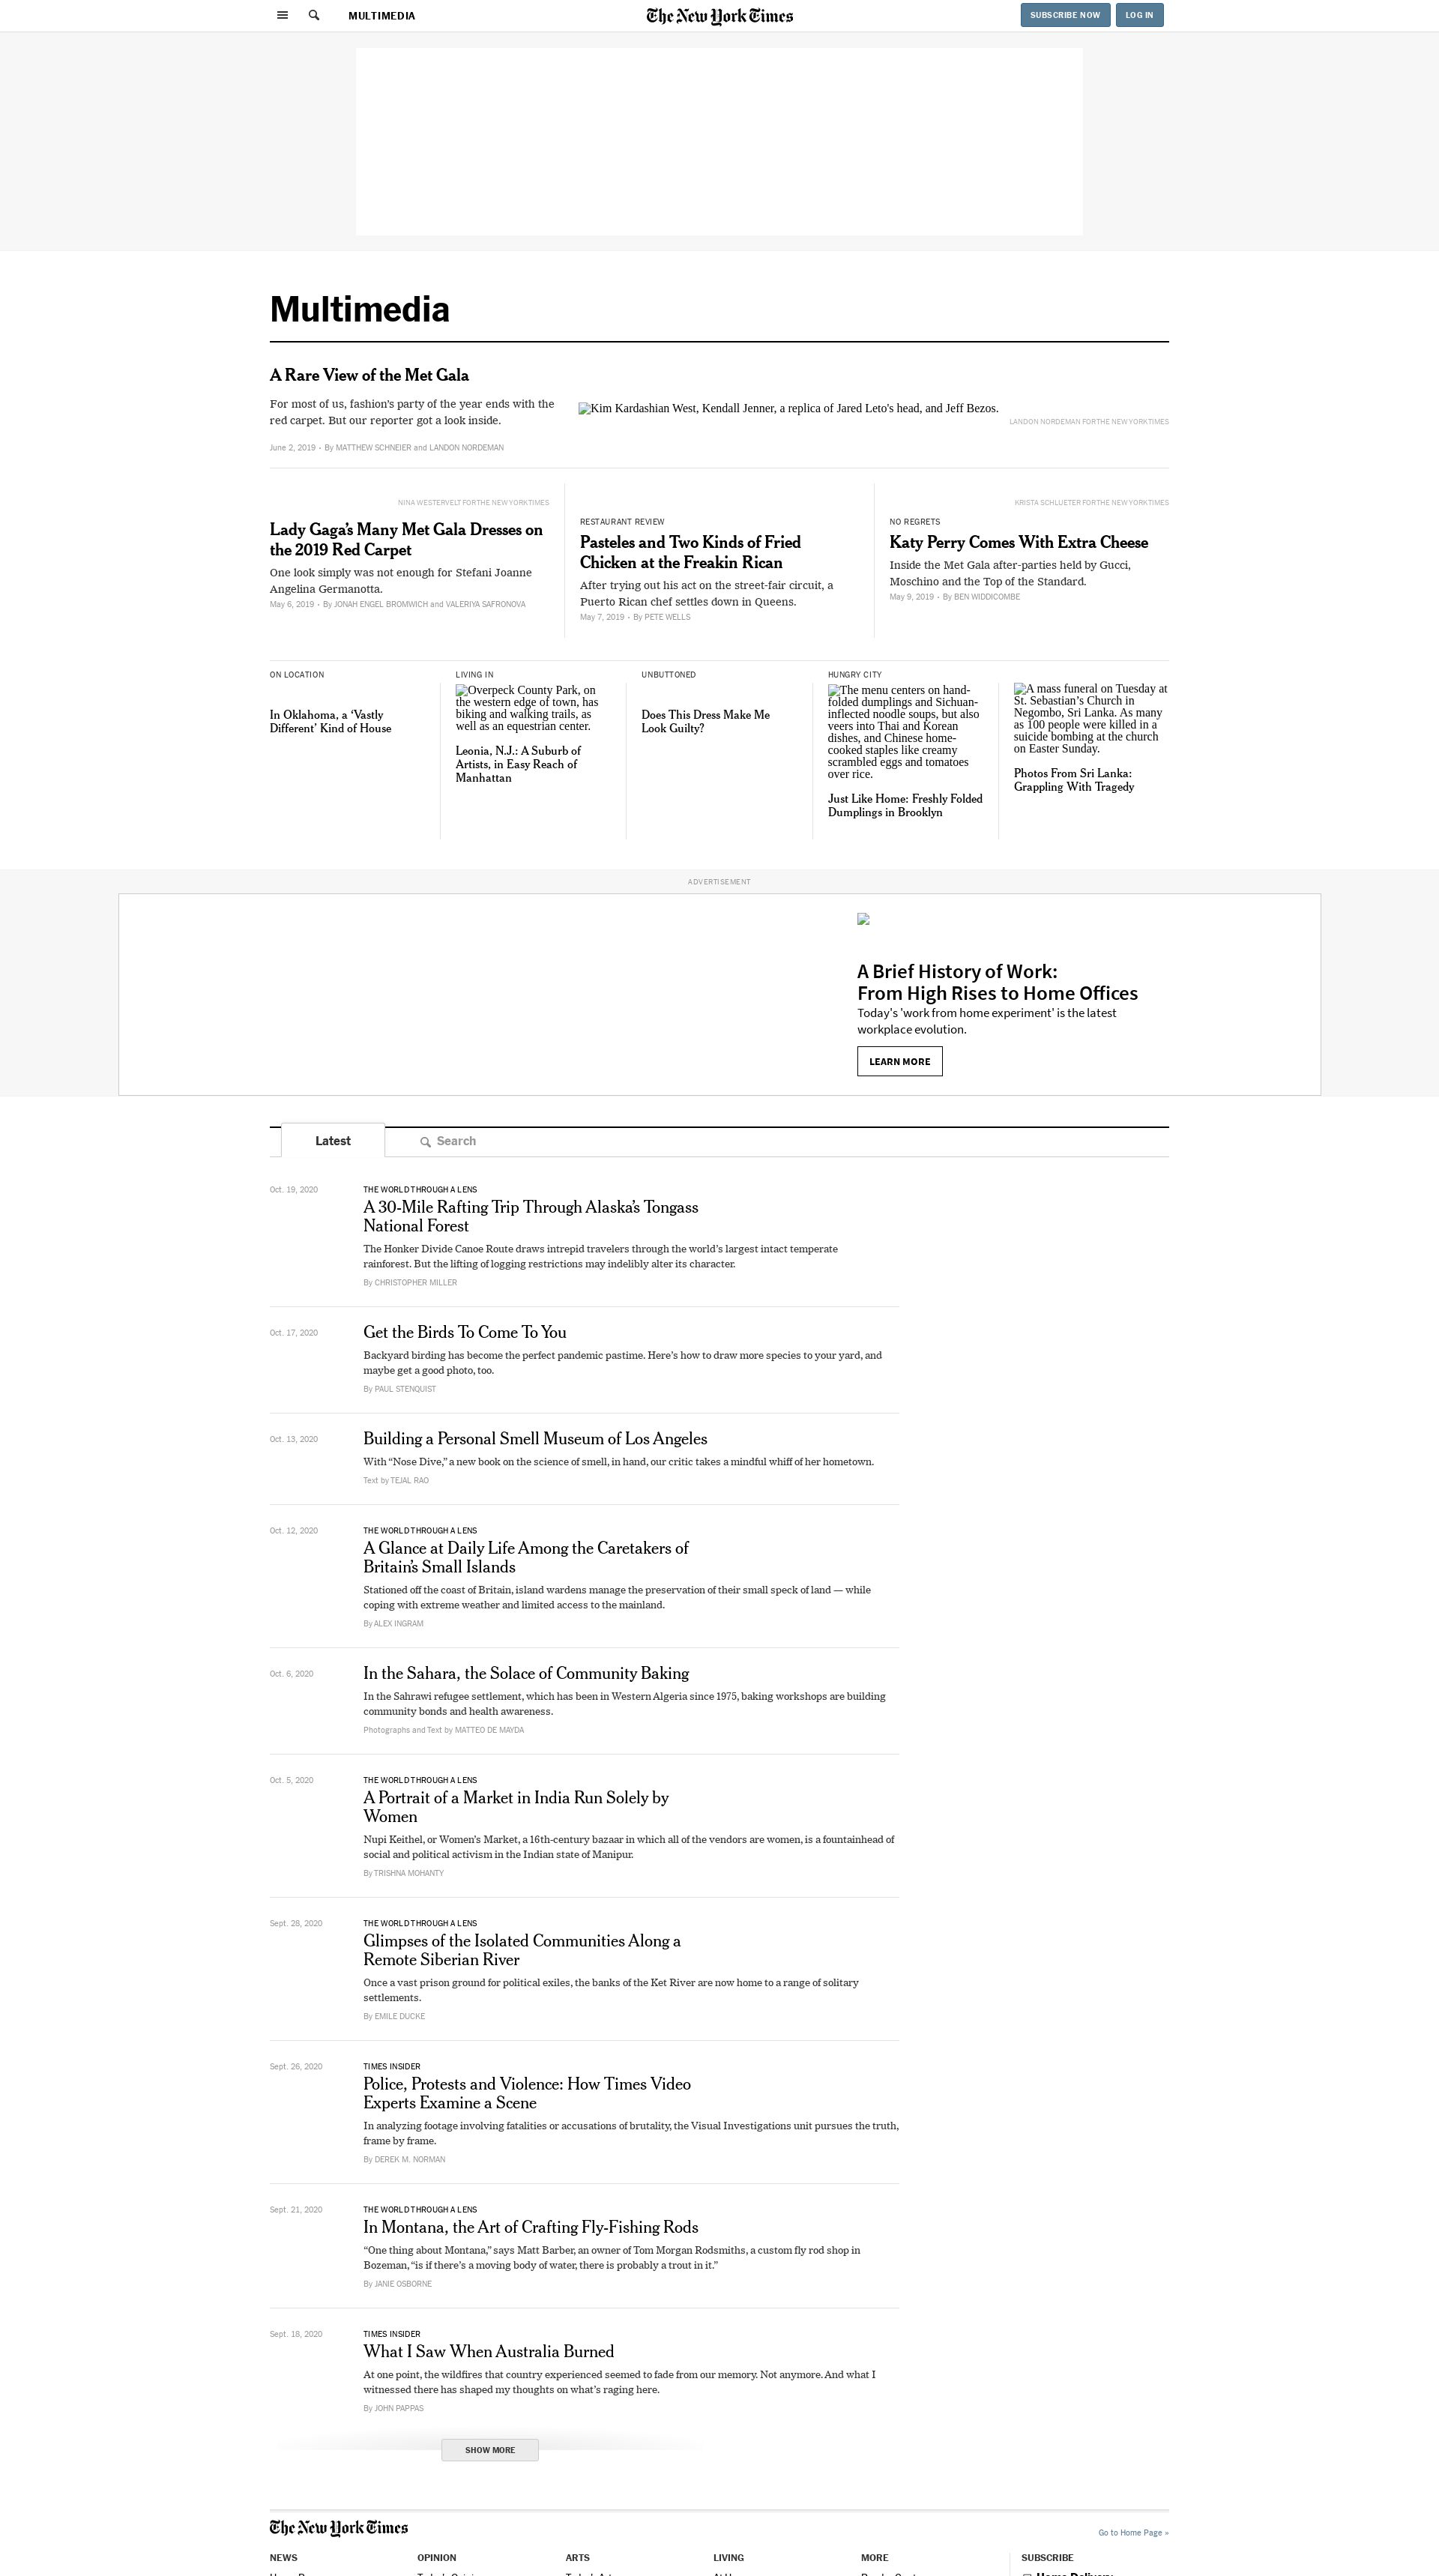 MULTIMEDIA
The New York Times
SUBSCRIBE NOW
LOG IN
Multimedia
A Rare View of the Met Gala
For most of us, fashion's party of the year ends with the
red carpet. But our reporter got a look inside.
June 2, 2019 • By MATTHEW SCHNEIER and LANDON NORDEMAN
Kim Kardashian West, Kendall Jenner, a replica of Jared Leto's head, and Jeff Bezos.
LANDON NORDEMAN FOR THE NEW YORK TIMES
NINA WESTERVELT FOR THE NEW YORK TIMES
Lady Gaga’s Many Met Gala Dresses on
the 2019 Red Carpet
One look simply was not enough for Stefani Joanne
Angelina Germanotta.
May 6, 2019 • By JONAH ENGEL BROMWICH and VALERIYA SAFRONOVA
RESTAURANT REVIEW
Pasteles and Two Kinds of Fried
Chicken at the Freakin Rican
After trying out his act on the street-fair circuit, a
Puerto Rican chef settles down in Queens.
May 7, 2019 • By PETE WELLS
KRISTA SCHLUETER FOR THE NEW YORK TIMES
NO REGRETS
Katy Perry Comes With Extra Cheese
Inside the Met Gala after-parties held by Gucci,
Moschino and the Top of the Standard.
May 9, 2019 • By BEN WIDDICOMBE
ON LOCATION
In Oklahoma, a ‘Vastly
Different’ Kind of House
LIVING IN
Overpeck County Park, on
the western edge of town, has
biking and walking trails, as
well as an equestrian center.
Leonia, N.J.: A Suburb of
Artists, in Easy Reach of
Manhattan
UNBUTTONED
Does This Dress Make Me
Look Guilty?
HUNGRY CITY
The menu centers on hand-
folded dumplings and Sichuan-
inflected noodle soups, but also
veers into Thai and Korean
dishes, and Chinese home-
cooked staples like creamy
scrambled eggs and tomatoes
over rice.
Just Like Home: Freshly Folded
Dumplings in Brooklyn
A mass funeral on Tuesday at
St. Sebastian’s Church in
Negombo, Sri Lanka. As many
as 100 people were killed in a
suicide bombing at the church
on Easter Sunday.
Photos From Sri Lanka:
Grappling With Tragedy
ADVERTISEMENT
A Brief History of Work:
From High Rises to Home Offices
Today's 'work from home experiment' is the latest
workplace evolution.
LEARN MORE
Latest
Search
Oct. 19, 2020
THE WORLD THROUGH A LENS
A 30-Mile Rafting Trip Through Alaska’s Tongass
National Forest
The Honker Divide Canoe Route draws intrepid travelers through the world’s largest intact temperate
rainforest. But the lifting of logging restrictions may indelibly alter its character.
By CHRISTOPHER MILLER
Oct. 17, 2020
Get the Birds To Come To You
Backyard birding has become the perfect pandemic pastime. Here’s how to draw more species to your yard, and
maybe get a good photo, too.
By PAUL STENQUIST
Oct. 13, 2020
Building a Personal Smell Museum of Los Angeles
With “Nose Dive,” a new book on the science of smell, in hand, our critic takes a mindful whiff of her hometown.
Text by TEJAL RAO
Oct. 12, 2020
THE WORLD THROUGH A LENS
A Glance at Daily Life Among the Caretakers of
Britain’s Small Islands
Stationed off the coast of Britain, island wardens manage the preservation of their small speck of land — while
coping with extreme weather and limited access to the mainland.
By ALEX INGRAM
Oct. 6, 2020
In the Sahara, the Solace of Community Baking
In the Sahrawi refugee settlement, which has been in Western Algeria since 1975, baking workshops are building
community bonds and health awareness.
Photographs and Text by MATTEO DE MAYDA
Oct. 5, 2020
THE WORLD THROUGH A LENS
A Portrait of a Market in India Run Solely by
Women
Nupi Keithel, or Women’s Market, a 16th-century bazaar in which all of the vendors are women, is a fountainhead of
social and political activism in the Indian state of Manipur.
By TRISHNA MOHANTY
Sept. 28, 2020
THE WORLD THROUGH A LENS
Glimpses of the Isolated Communities Along a
Remote Siberian River
Once a vast prison ground for political exiles, the banks of the Ket River are now home to a range of solitary
settlements.
By EMILE DUCKE
Sept. 26, 2020
TIMES INSIDER
Police, Protests and Violence: How Times Video
Experts Examine a Scene
In analyzing footage involving fatalities or accusations of brutality, the Visual Investigations unit pursues the truth,
frame by frame.
By DEREK M. NORMAN
Sept. 21, 2020
THE WORLD THROUGH A LENS
In Montana, the Art of Crafting Fly-Fishing Rods
“One thing about Montana,” says Matt Barber, an owner of Tom Morgan Rodsmiths, a custom fly rod shop in
Bozeman, “is if there’s a moving body of water, there is probably a trout in it.”
By JANIE OSBORNE
Sept. 18, 2020
TIMES INSIDER
What I Saw When Australia Burned
At one point, the wildfires that country experienced seemed to fade from our memory. Not anymore. And what I
witnessed there has shaped my thoughts on what’s raging here.
By JOHN PAPPAS
SHOW MORE
The New York Times
Go to Home Page »
NEWS
OPINION
ARTS
LIVING
MORE
SUBSCRIBE